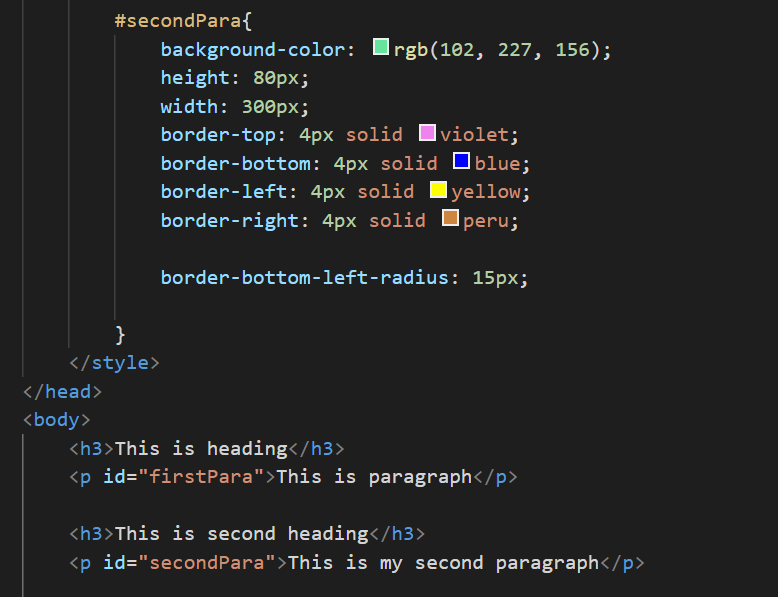 #secondPara{
background-color: rgb(102, 227, 156);
height: 80px;
width: 300px;
border-top: 4px solid violet;
border-bottom: 4px solid blue;
border-left: 4px solid yellow;
border-right: 4px solid peru;
border-bottom-left-radius: 15px;
}
</style>
</head>
<body>
<h3>This is heading</h3>
<p id="firstPara">This is paragraph</p>
<h3>This is second heading</h3>
<p id="secondPara">This is my second paragraph</p>